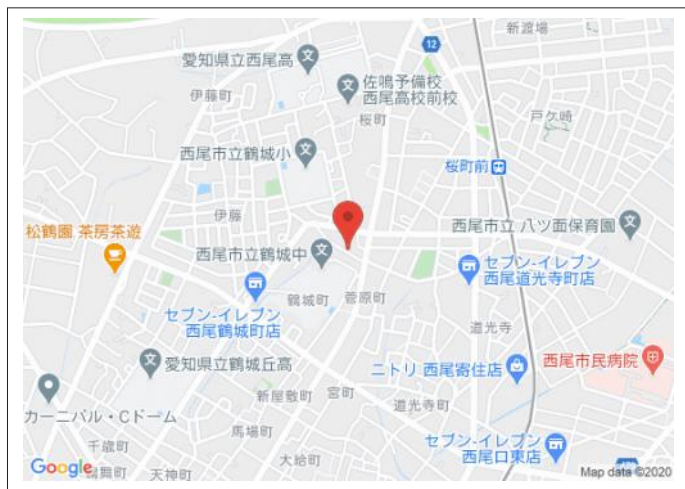 新渡場
12
愛知県立西尾高
伊藤町
佐鳴予備校
西尾高校前校
桜町
戸ケ崎
西尾市立鶴城小
桜町前
伊藤
西尾市立 八ツ面保育園
松鶴園 茶房茶遊
西尾市立鶴城中
セブン-イレブン
西尾道光寺町店
鶴城町
菅原町
セブン-イレブン
西尾鶴城町店
道光寺
愛知県立鶴城丘高
ニトリ 西尾寄住店
西尾市民病院
新屋敷町
宮町
道光寺町
カーニバル・Cドーム
千歳町
馬場町
大給町
セブン-イレブン
西尾口東店
Google
鶴舞町
天神町
Map data ©2020